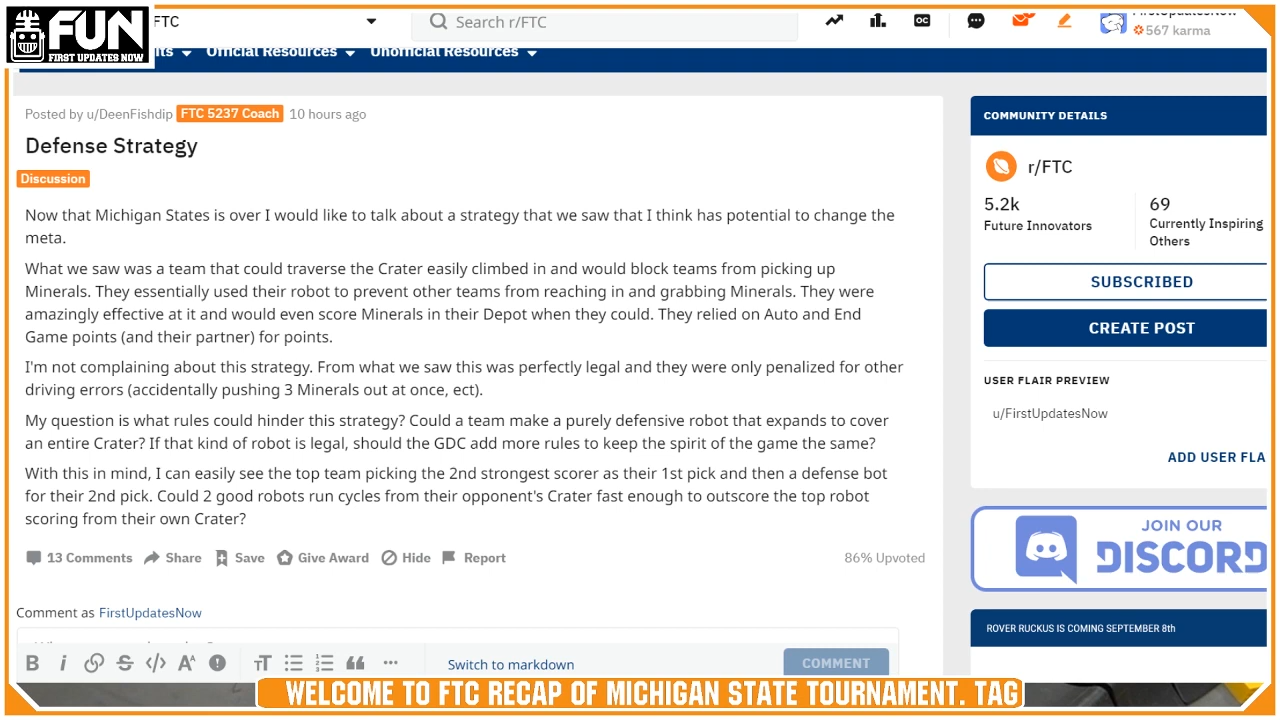 FUN
FIRST UPDATES NOW
FTC
Search r/FTC
567 karma
Official Resources
Unofficial Resources
Posted by u/DeenFishdip FTC 5237 Coach 10 hours ago
Defense Strategy
Discussion
Now that Michigan States is over I would like to talk about a strategy that we saw that I think has potential to change the
meta.
What we saw was a team that could traverse the Crater easily climbed in and would block teams from picking up
Minerals. They essentially used their robot to prevent other teams from reaching in and grabbing Minerals. They were
amazingly effective at it and would even score Minerals in their Depot when they could. They relied on Auto and End
Game points (and their partner) for points.
I'm not complaining about this strategy. From what we saw this was perfectly legal and they were only penalized for other
driving errors (accidentally pushing 3 Minerals out at once, ect).
My question is what rules could hinder this strategy? Could a team make a purely defensive robot that expands to cover
an entire Crater? If that kind of robot is legal, should the GDC add more rules to keep the spirit of the game the same?
With this in mind, I can easily see the top team picking the 2nd strongest scorer as their 1st pick and then a defense bot
for their 2nd pick. Could 2 good robots run cycles from their opponent's Crater fast enough to outscore the top robot
scoring from their own Crater?
13 Comments Share Save Give Award Hide Report 86% Upvoted
Comment as FirstUpdatesNow
Switch to markdown
COMMENT
COMMUNITY DETAILS
r/FTC
5.2k 69
Future Innovators Currently Inspiring
Others
SUBSCRIBED
CREATE POST
USER FLAIR PREVIEW
u/FirstUpdatesNow
ADD USER FLA
JOIN OUR
DISCORD
ROVER RUCKUS IS COMING SEPTEMBER 8th
WELCOME TO FTC RECAP OF MICHIGAN STATE TOURNAMENT. TAG